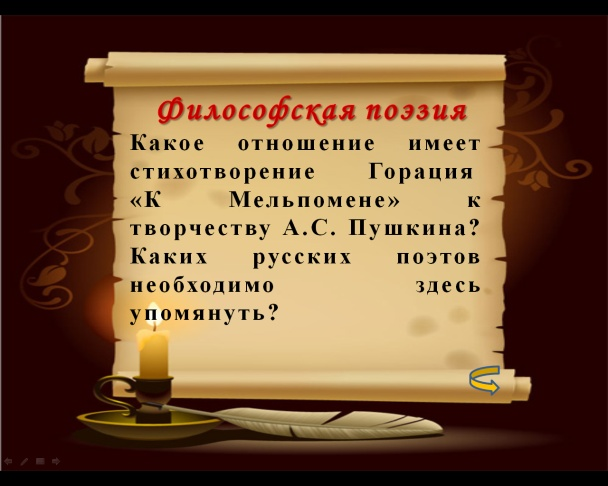 Философская поэзия
Какое отношение имеет
стихотворение Горация
«К Мельпомене» к
творчеству А.С. Пушкина?
Каких русских поэтов
необходимо здесь
упомянуть?